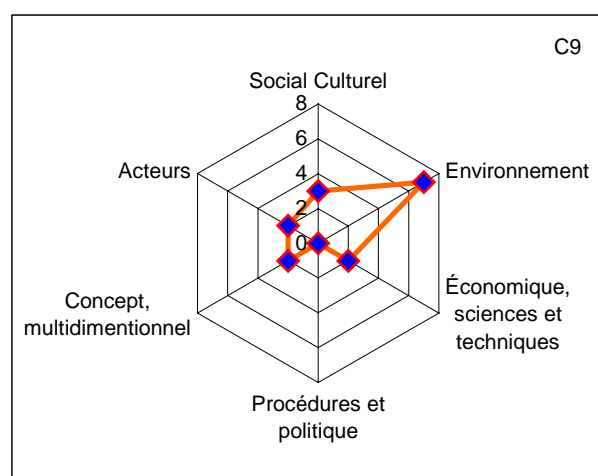 C9
Social Culturel
8
6
4
2
0
Acteurs
Environnement
Concept,
multidimentionnel
Économique,
sciences et
techniques
Procédures et
politique